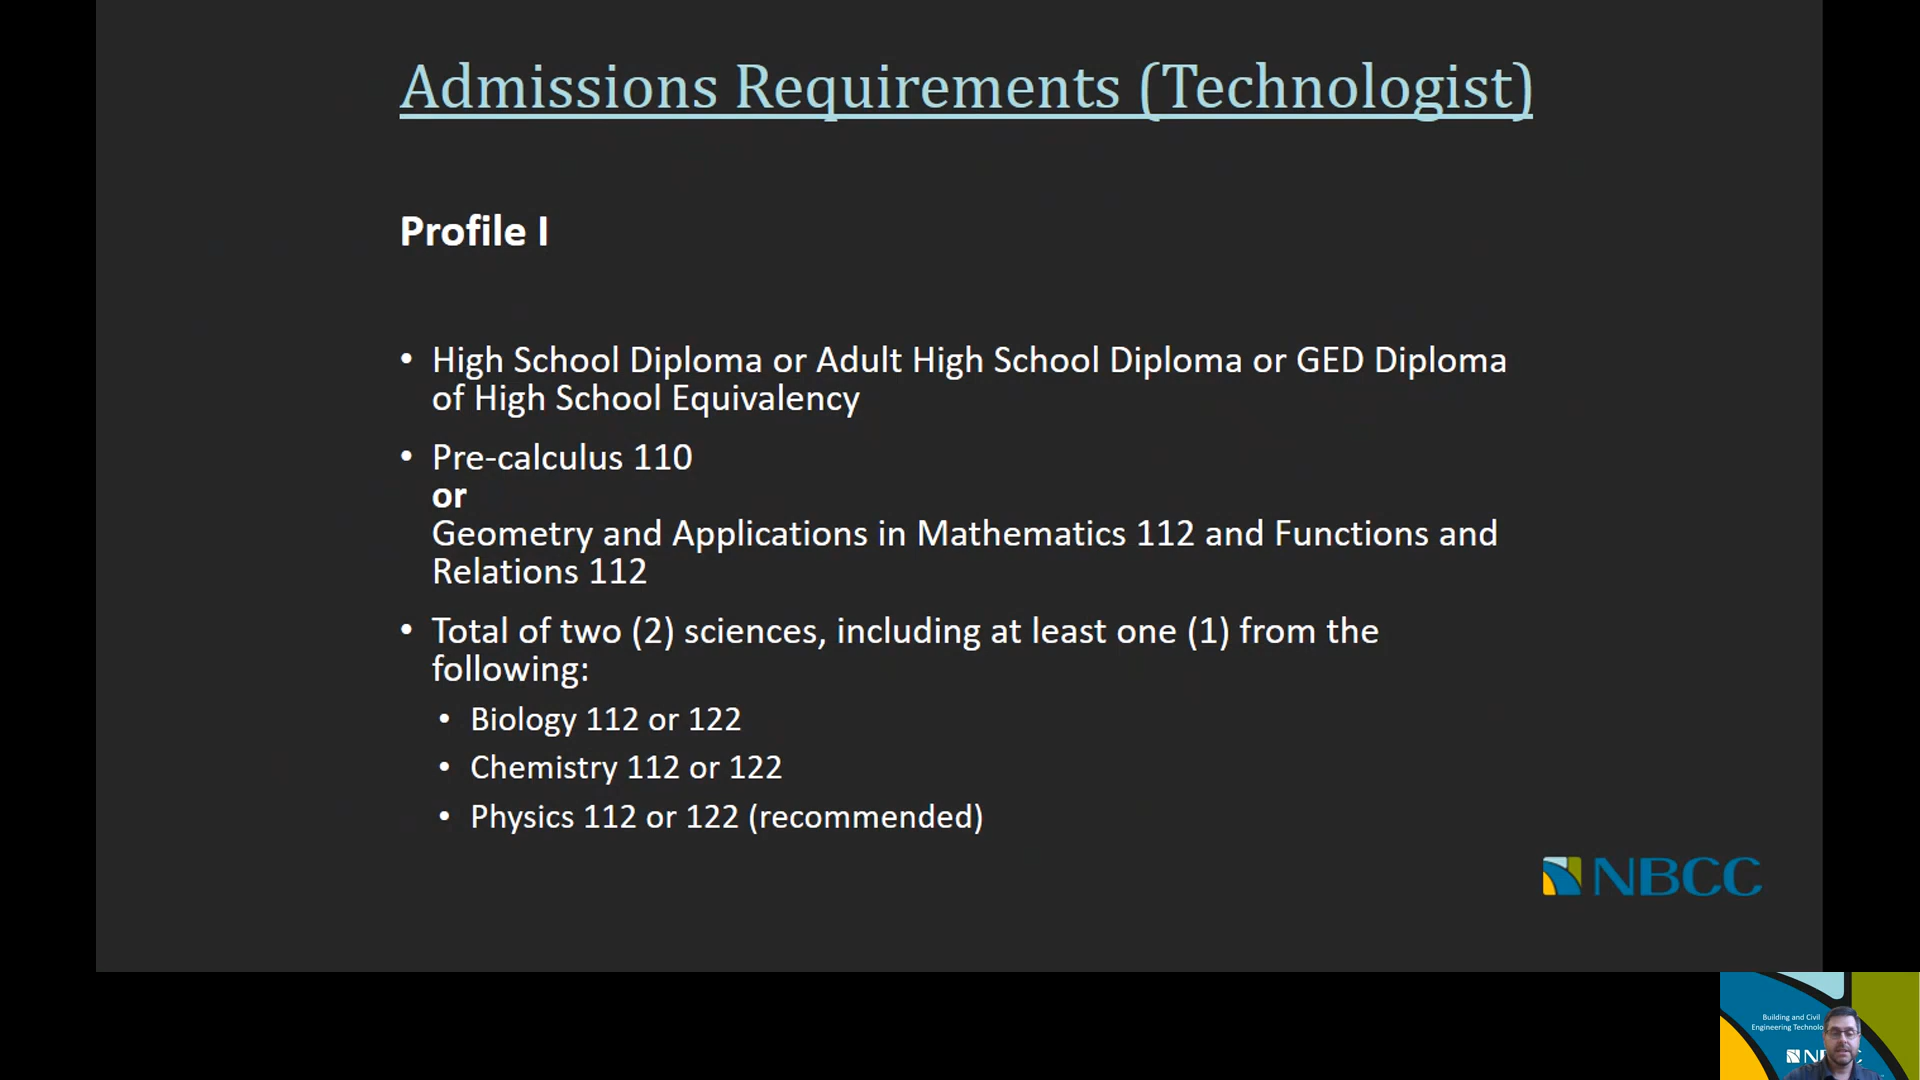 Admissions Requirements (Technologist)
Profile I
• High School Diploma or Adult High School Diploma or GED Diploma
of High School Equivalency
• Pre-calculus 110
or
Geometry and Applications in Mathematics 112 and Functions and
Relations 112
• Total of two (2) sciences, including at least one (1) from the
following:
• Biology 112 or 122
• Chemistry 112 or 122
• Physics 112 or 122 (recommended)
NBCC
Building and Civil
Engineering